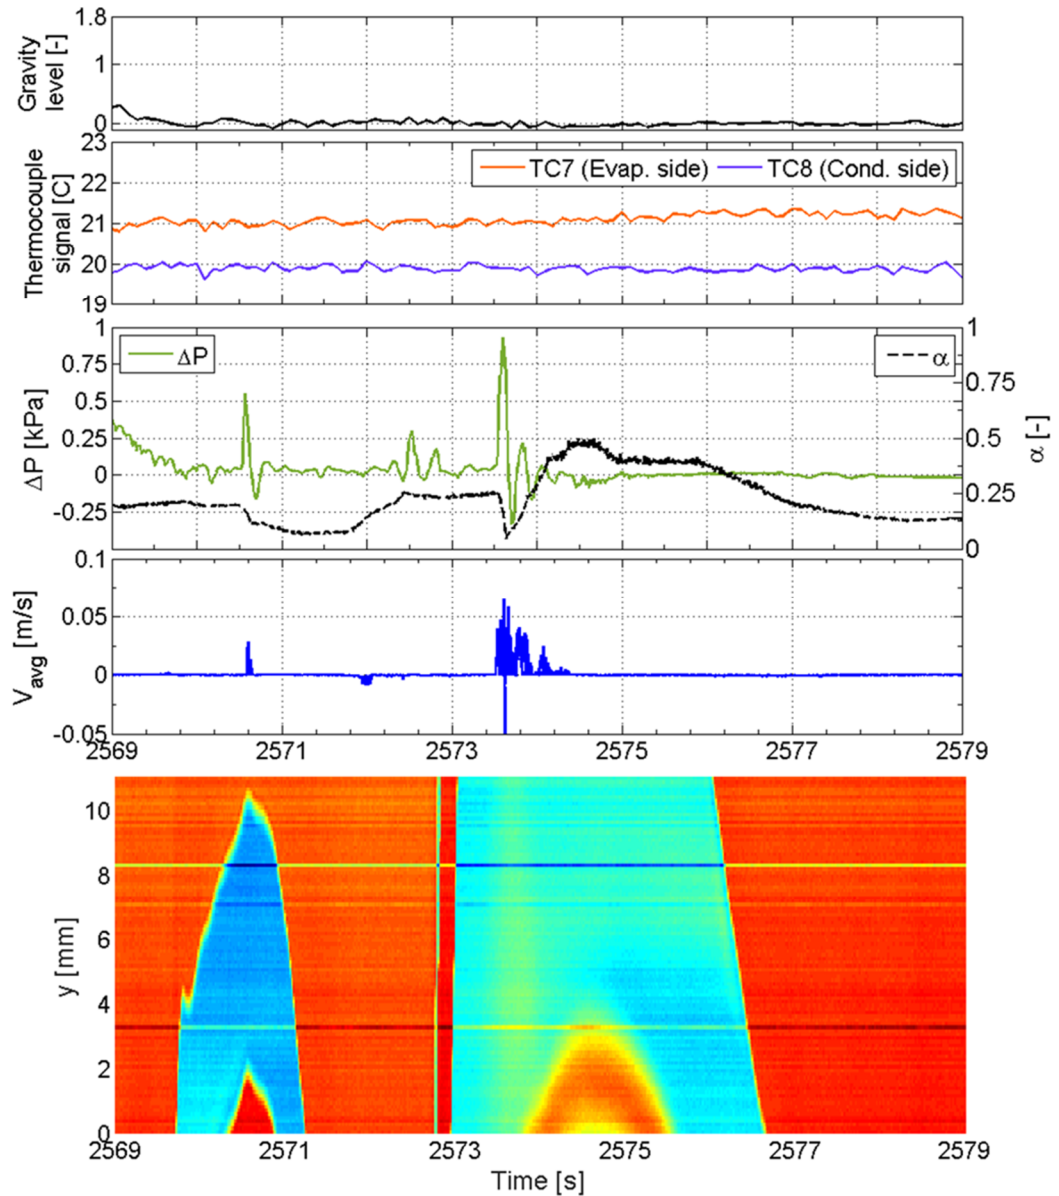 Gravity
level [-]
1.8
1
0
Thermocouple
signal [C]
23
22
21
20
19
TC7 (Evap. side)
TC8 (Cond. side)
ΔP [kPa]
1
0.75
0.5
0.25
0
-0.25
ΔP
α
1
0.75
0.5
0.25
0
α [-]
Vavg [m/s]
0.1
0.05
0
-0.05
2569 2571 2573 2575 2577 2579
y [mm]
10
8
6
4
2
0
2569 2571 2573 2575 2577 2579
Time [s]